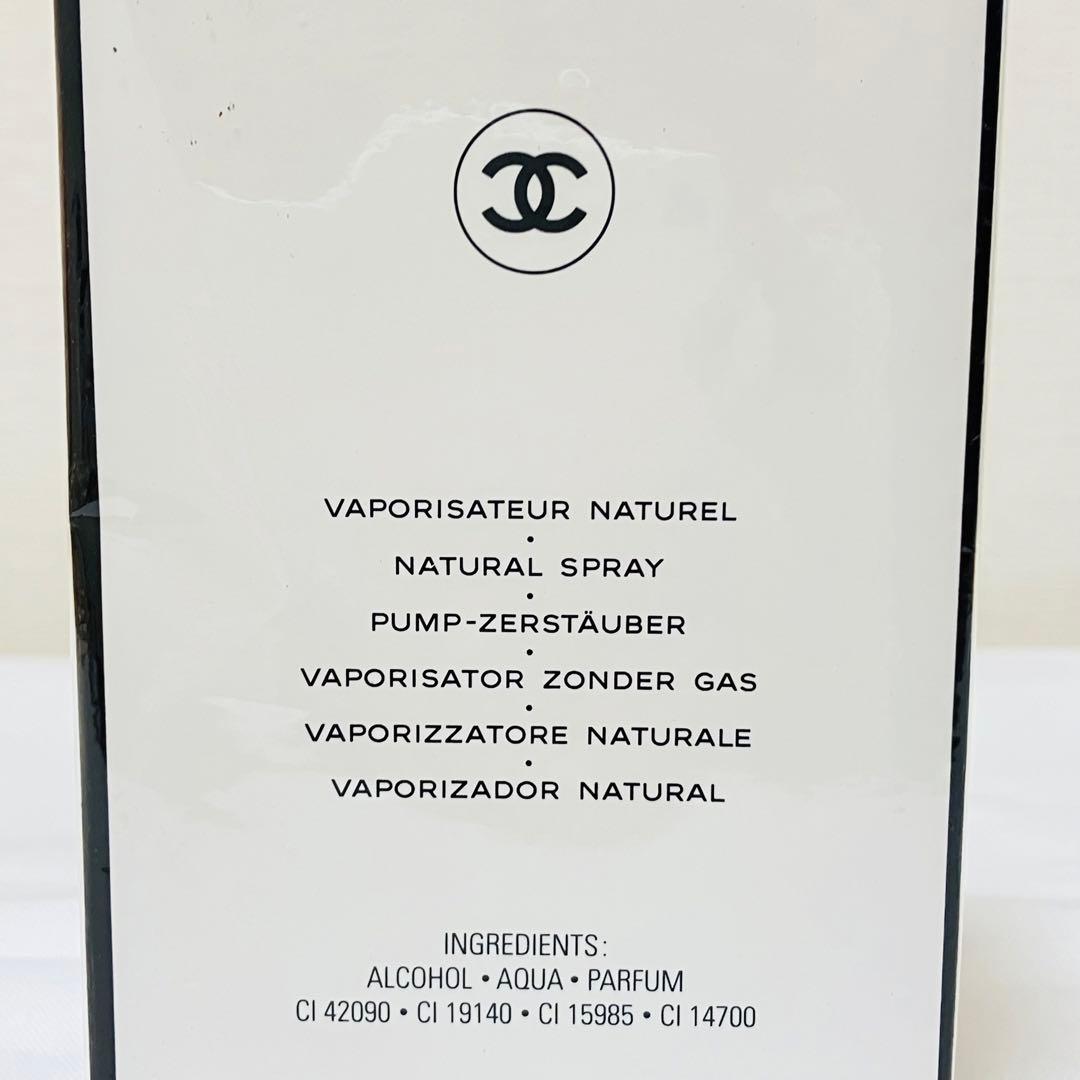 VAPORISATEUR NATUREL
•
NATURAL SPRAY
•
PUMP-ZERSTÄUBER
•
VAPORISATOR ZONDER GAS
•
VAPORIZZATORE NATURALE
•
VAPORIZADOR NATURAL
INGREDIENTS:
ALCOHOL • AQUA • PARFUM
CI 42090 • CI 19140 • CI 15985 • CI 14700